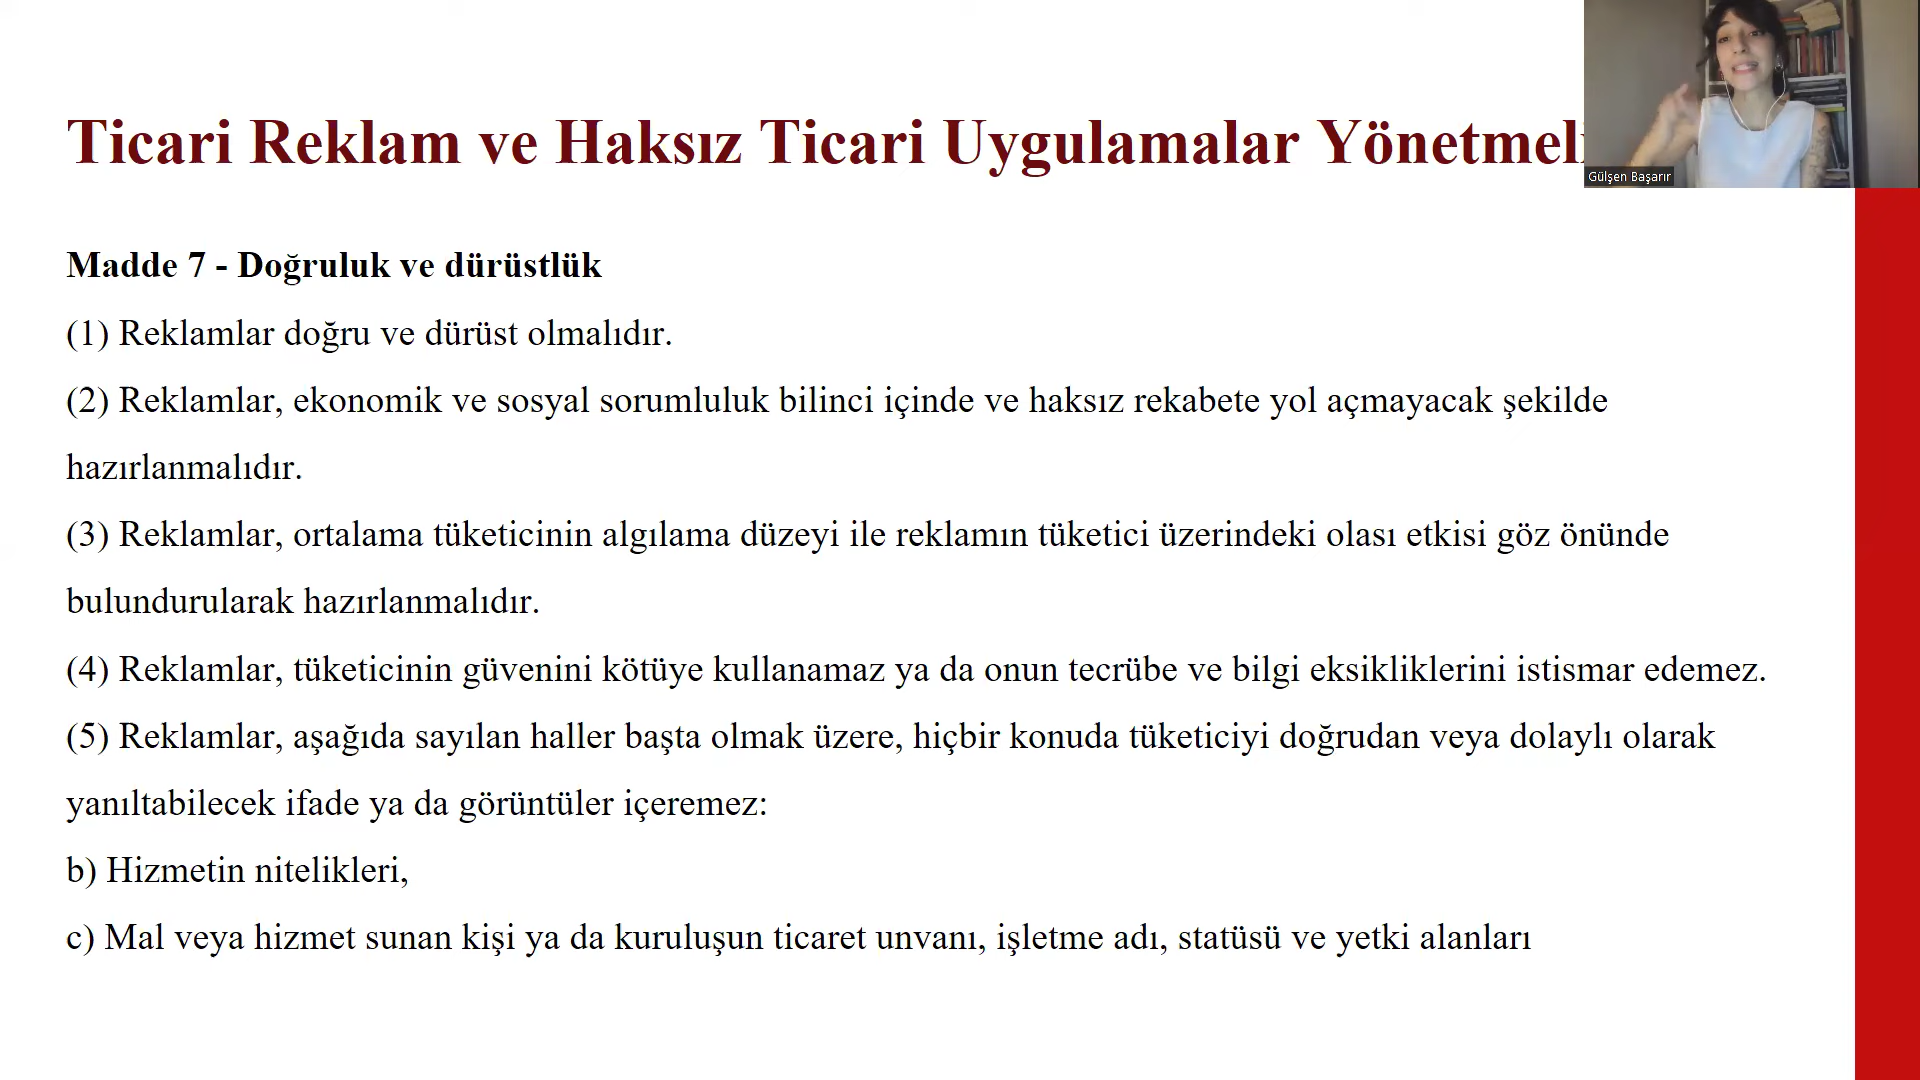 Ticari Reklam ve Haksız Ticari Uygulamalar
Gülşen Başarır
Madde 7 - Doğruluk ve dürüstlük
(1) Reklamlar doğru ve dürüst olmalıdır.
(2) Reklamlar, ekonomik ve sosyal sorumluluk bilinci içinde ve haksız rekabete yol açmayacak şekilde
hazırlanmalıdır.
(3) Reklamlar, ortalama tüketicinin algılama düzeyi ile reklamın tüketici üzerindeki olası etkisi göz önünde
bulundurularak hazırlanmalıdır.
(4) Reklamlar, tüketicinin güvenini kötüye kullanamaz ya da onun tecrübe ve bilgi eksikliklerini istismar edemez.
(5) Reklamlar, aşağıda sayılan haller başta olmak üzere, hiçbir konuda tüketiciyi doğrudan veya dolaylı olarak
yanıltabilecek ifade ya da görüntüler içeremez:
b) Hizmetin nitelikleri,
c) Mal veya hizmet sunan kişi ya da kuruluşun ticaret unvanı, işletme adı, statüsü ve yetki alanları